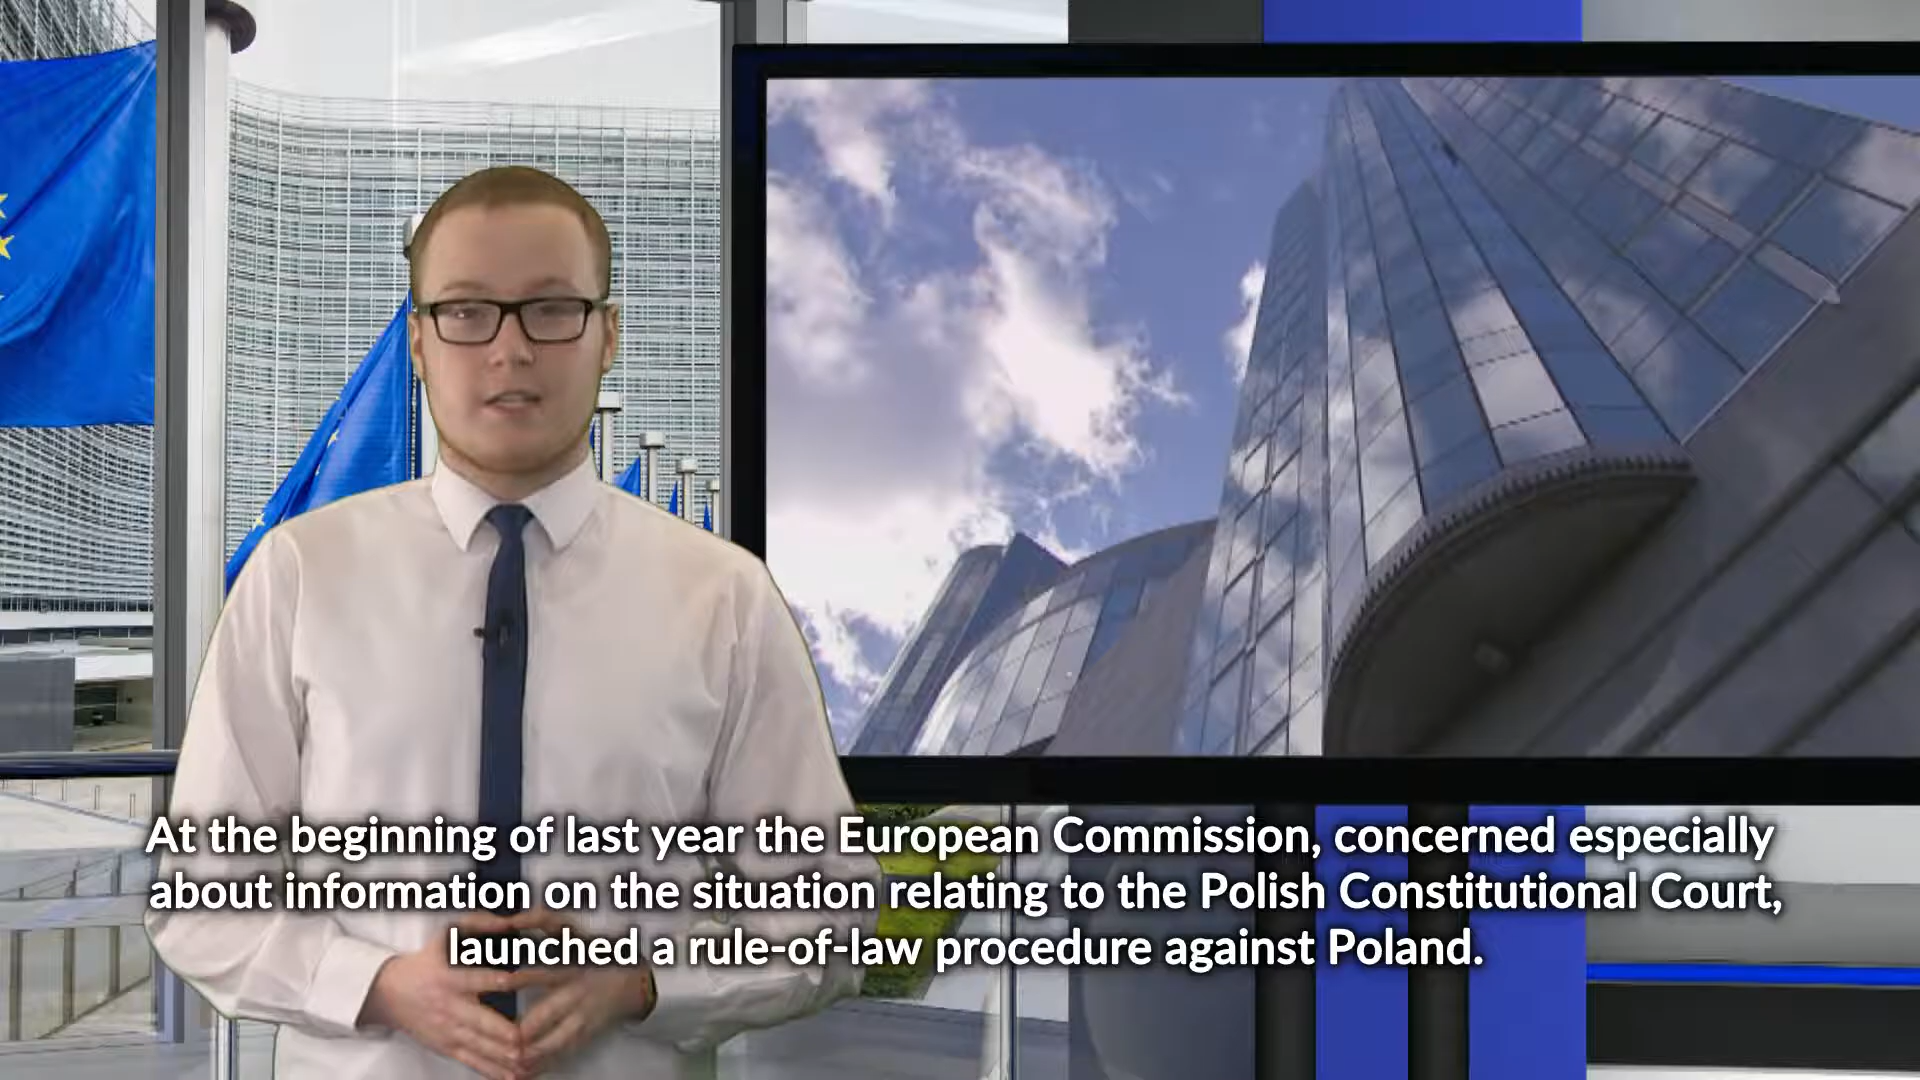 At the beginning of last year the European Commission, concerned especially
about information on the situation relating to the Polish Constitutional Court,
launched a rule-of-law procedure against Poland.